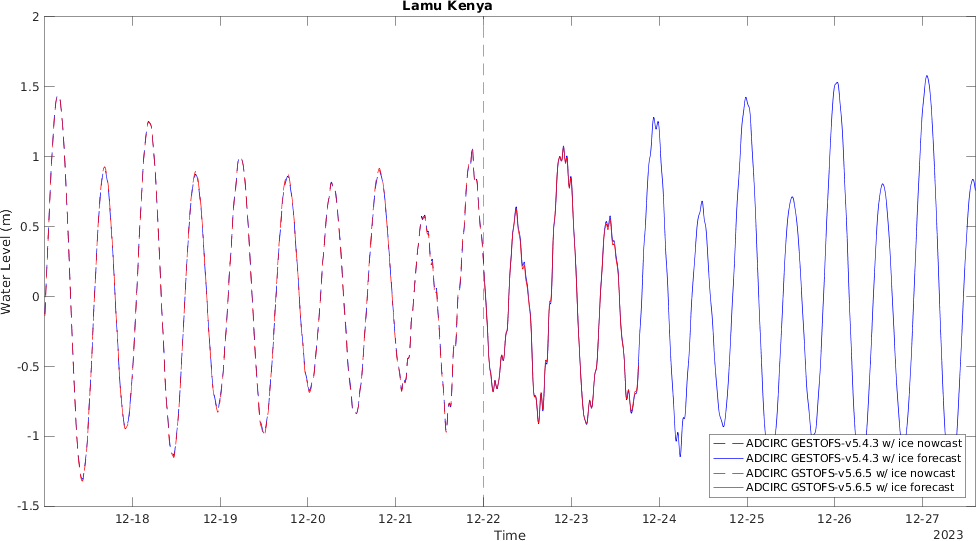 Lamu Kenya
2
1.5
1
0.5
0
-0.5
-1
-1.5
Water Level (m)
ADCIRC GESTOFS-v5.4.3 w/ ice nowcast
ADCIRC GESTOFS-v5.4.3 w/ ice forecast
ADCIRC GSTOFS-v5.6.5 w/ ice nowcast
ADCIRC GSTOFS-v5.6.5 w/ ice forecast
12-18 12-19 12-20 12-21 12-22 12-23 12-24 12-25 12-26 12-27
Time
2023